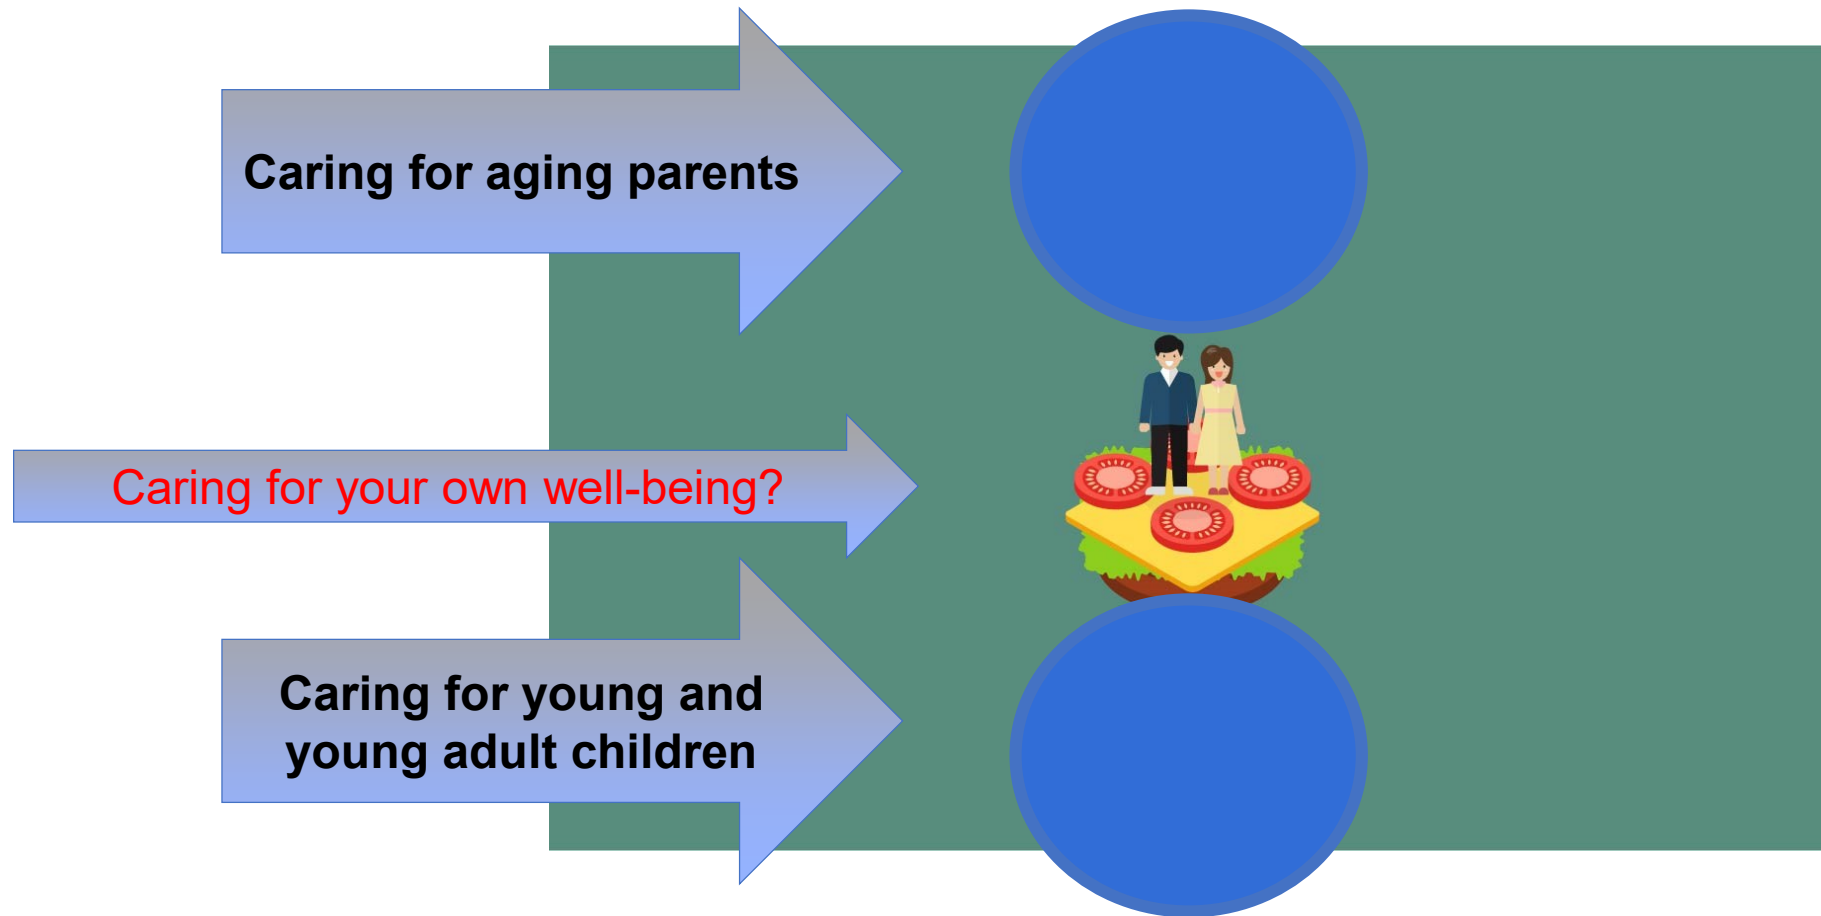 Caring for aging parents
Caring for your own well-being?
Caring for young and
young adult children